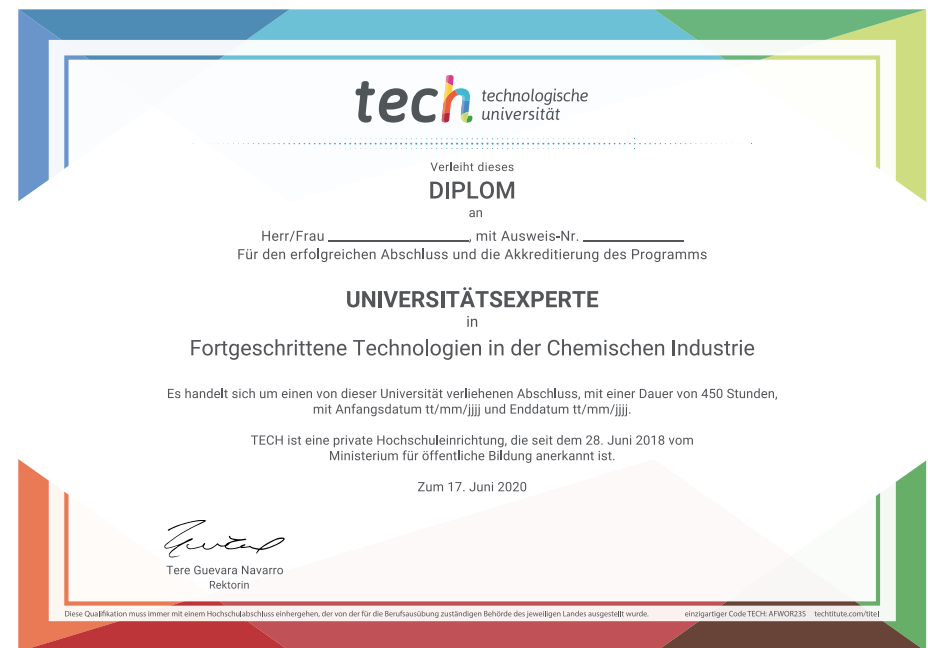 tech technologische
universität
Verleiht dieses
DIPLOM
an
Herr/Frau ________________, mit Ausweis-Nr. ____________
Für den erfolgreichen Abschluss und die Akkreditierung des Programms
UNIVERSITÄTSEXPERTE
in
Fortgeschrittene Technologien in der Chemischen Industrie
Es handelt sich um einen von dieser Universität verliehenen Abschluss, mit einer Dauer von 450 Stunden,
mit Anfangsdatum tt/mm/jjjj und Enddatum tt/mm/jjjj.
TECH ist eine private Hochschuleinrichtung, die seit dem 28. Juni 2018 vom
Ministerium für öffentliche Bildung anerkannt ist.
Zum 17. Juni 2020
Tere Guevara Navarro
Rektorin
Diese Qualifikation muss immer mit einem Hochschulabschluss einhergehen, der von der für die Berufsausübung zuständigen Behörde des jeweiligen Landes ausgestellt wurde. einzigartiger Code TECH: AFWOR235 techtitute.com/titel